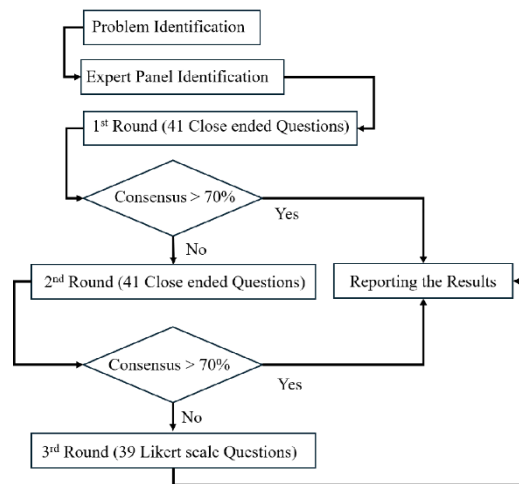 Problem Identification
Expert Panel Identification
1st Round (41 Close ended Questions)
Consensus > 70%
Yes
No
2nd Round (41 Close ended Questions)
Reporting the Results
Consensus > 70%
Yes
No
3rd Round (39 Likert scale Questions)